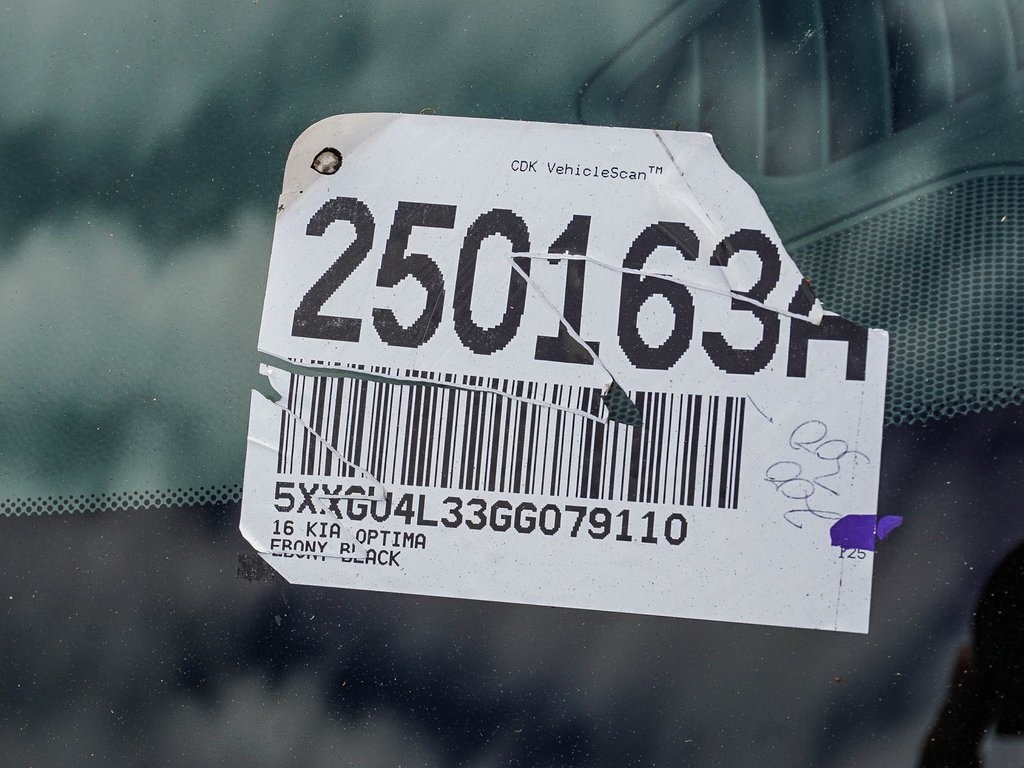 CDK VehicleScan™
250163A
5XXGU4L33GG079110
16 KIA OPTIMA
EBONY BLACK